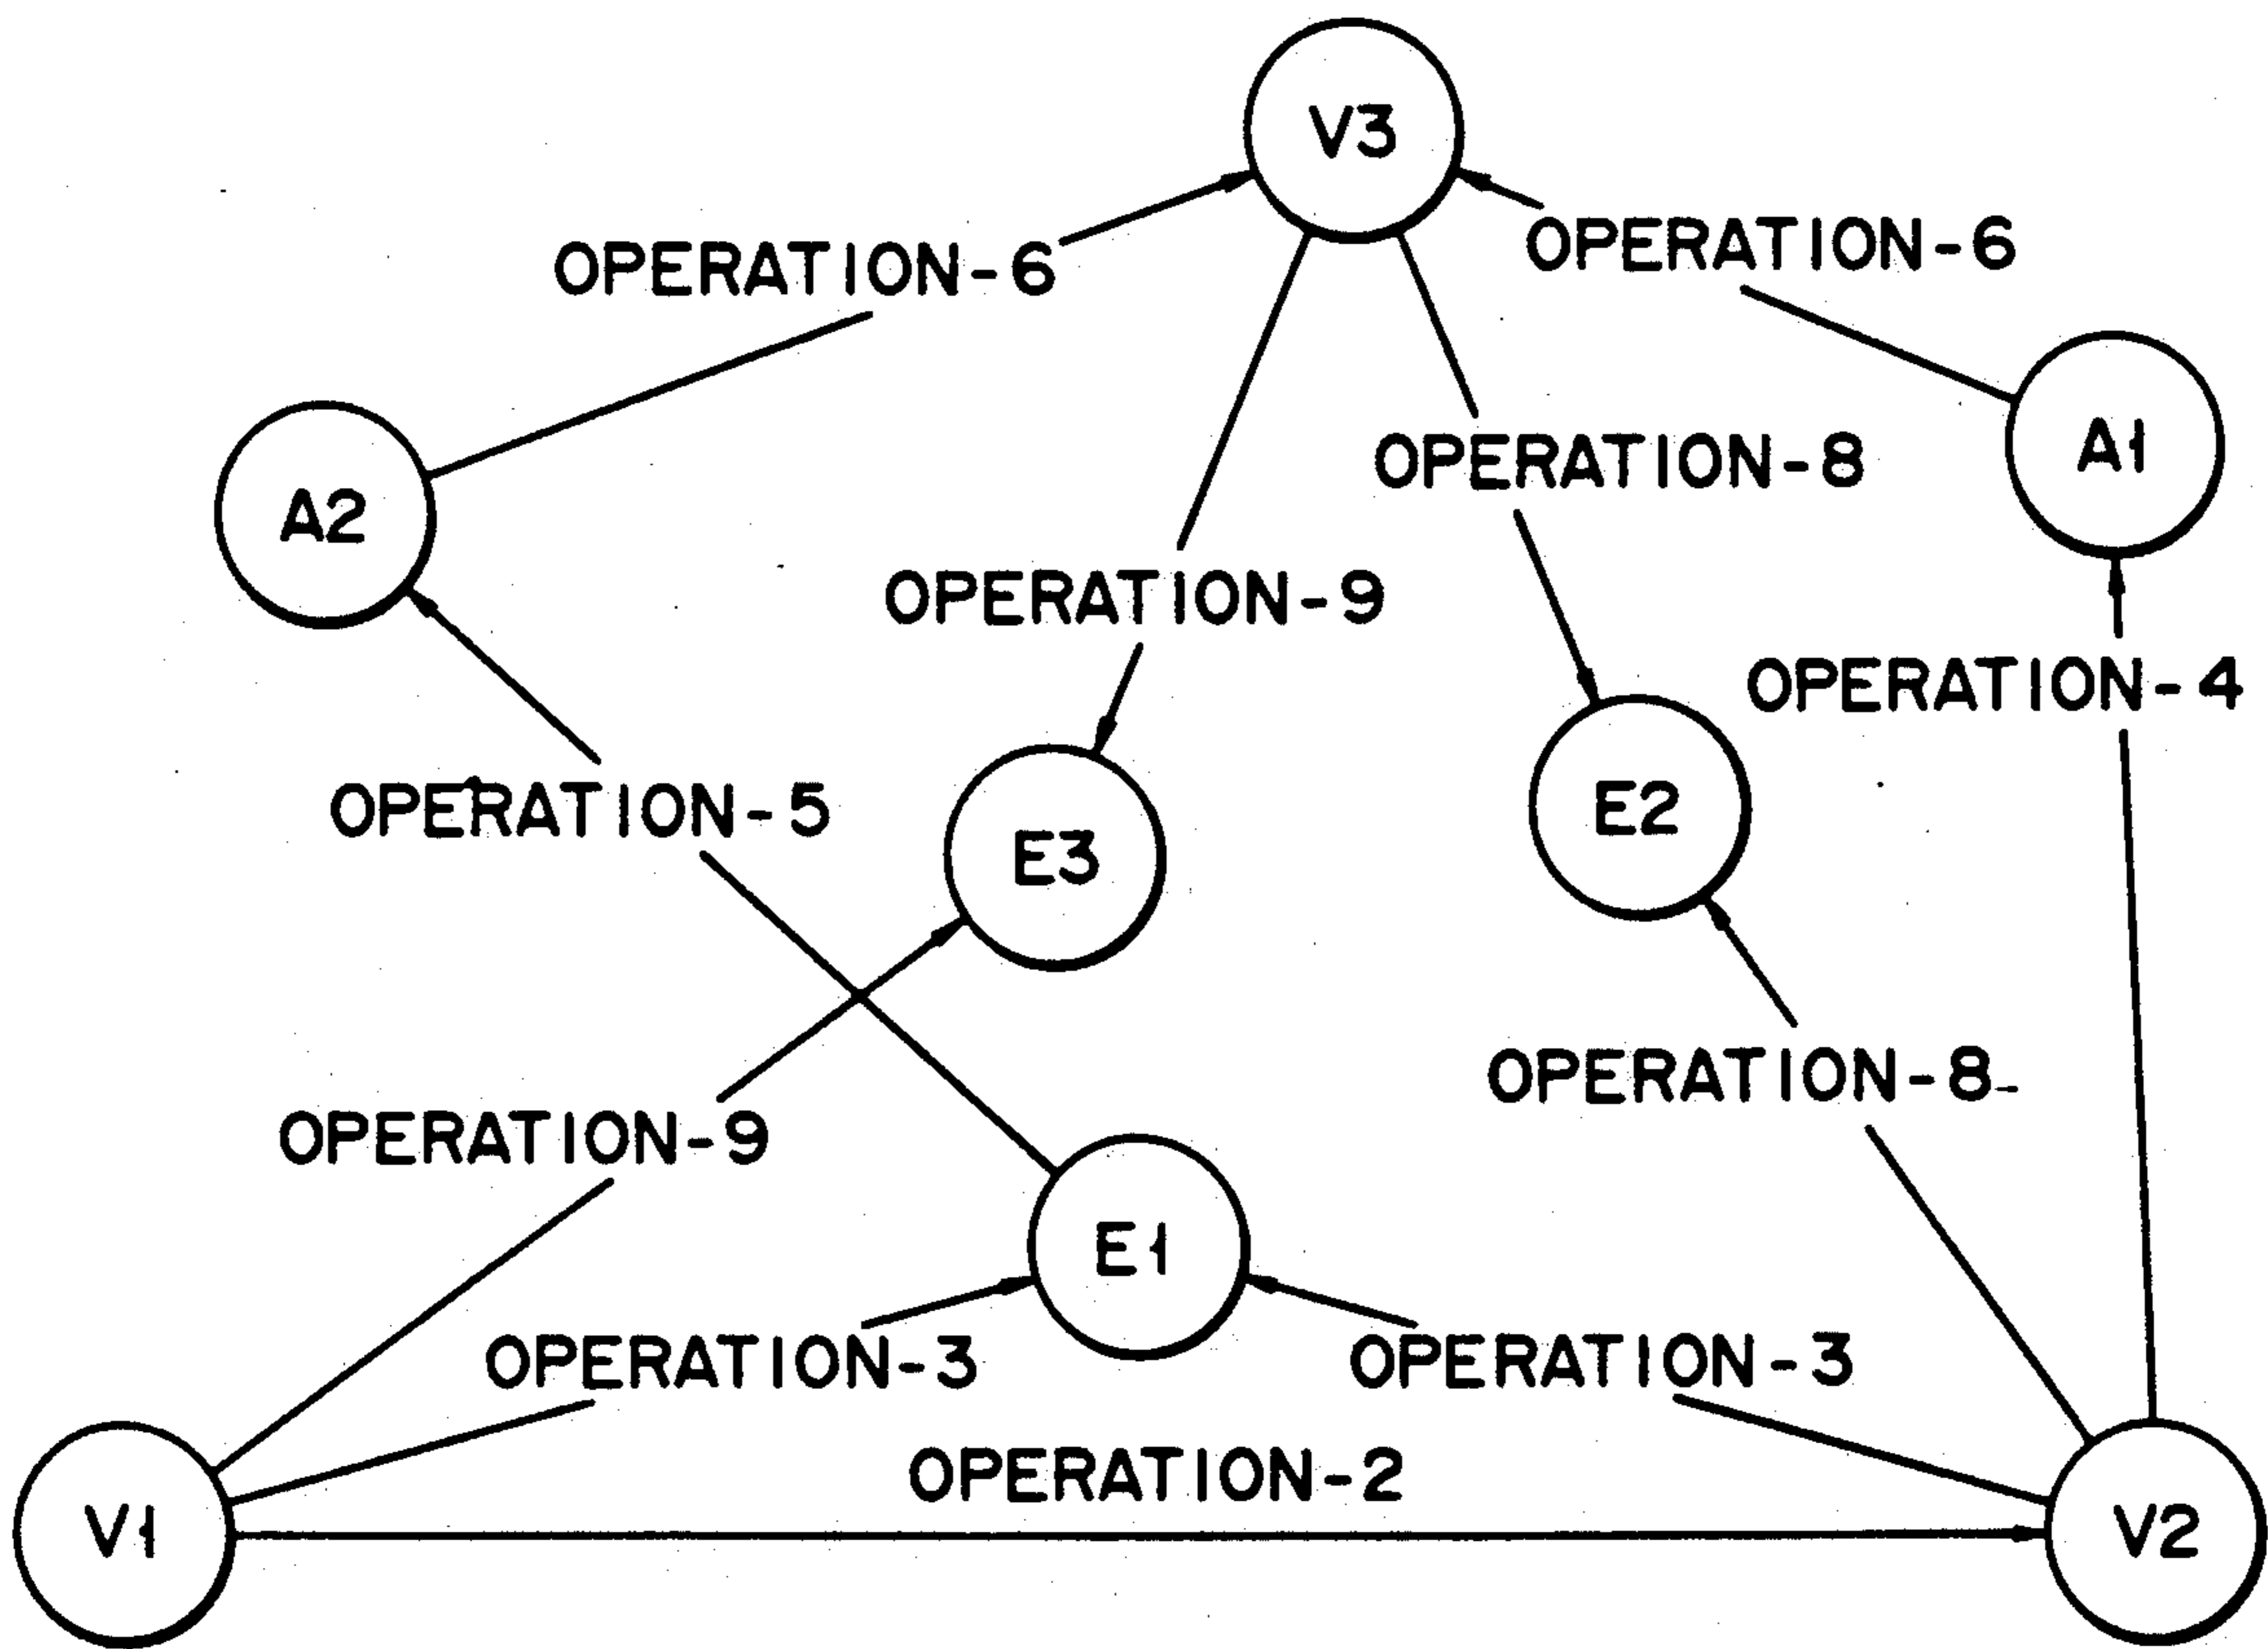 V3
OPERATION-6
OPERATION-6
A1
OPERATION-8
A2
OPERATION-9
OPERATION-4
E2
OPERATION-5
E3
OPERATION-8
OPERATION-9
E1
OPERATION-3
OPERATION-3
OPERATION-2
V1
V2